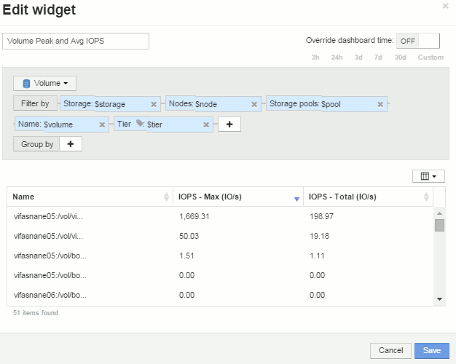 Edit widget
×
Volume Peak and Avg IOPS
Override dashboard time: OFF
3h 24h 3d 7d 30d Custom
Volume
Filter by Storage: $storage × Nodes: $node × Storage pools: $pool ×
Name: $volume × Tier $tier × +
Group by +
Name IOPS - Max (IO/s) IOPS - Total (IO/s)
vifasnane05:/vol/vi... 1,669.31 198.97
vifasnane05:/vol/vi... 50.03 19.18
vifasnane05:/vol/bo... 1.51 1.11
vifasnane05:/vol/bo... 0.00 0.00
vifasnane06:/vol/bo... 0.00 0.00
51 items found
Cancel Save